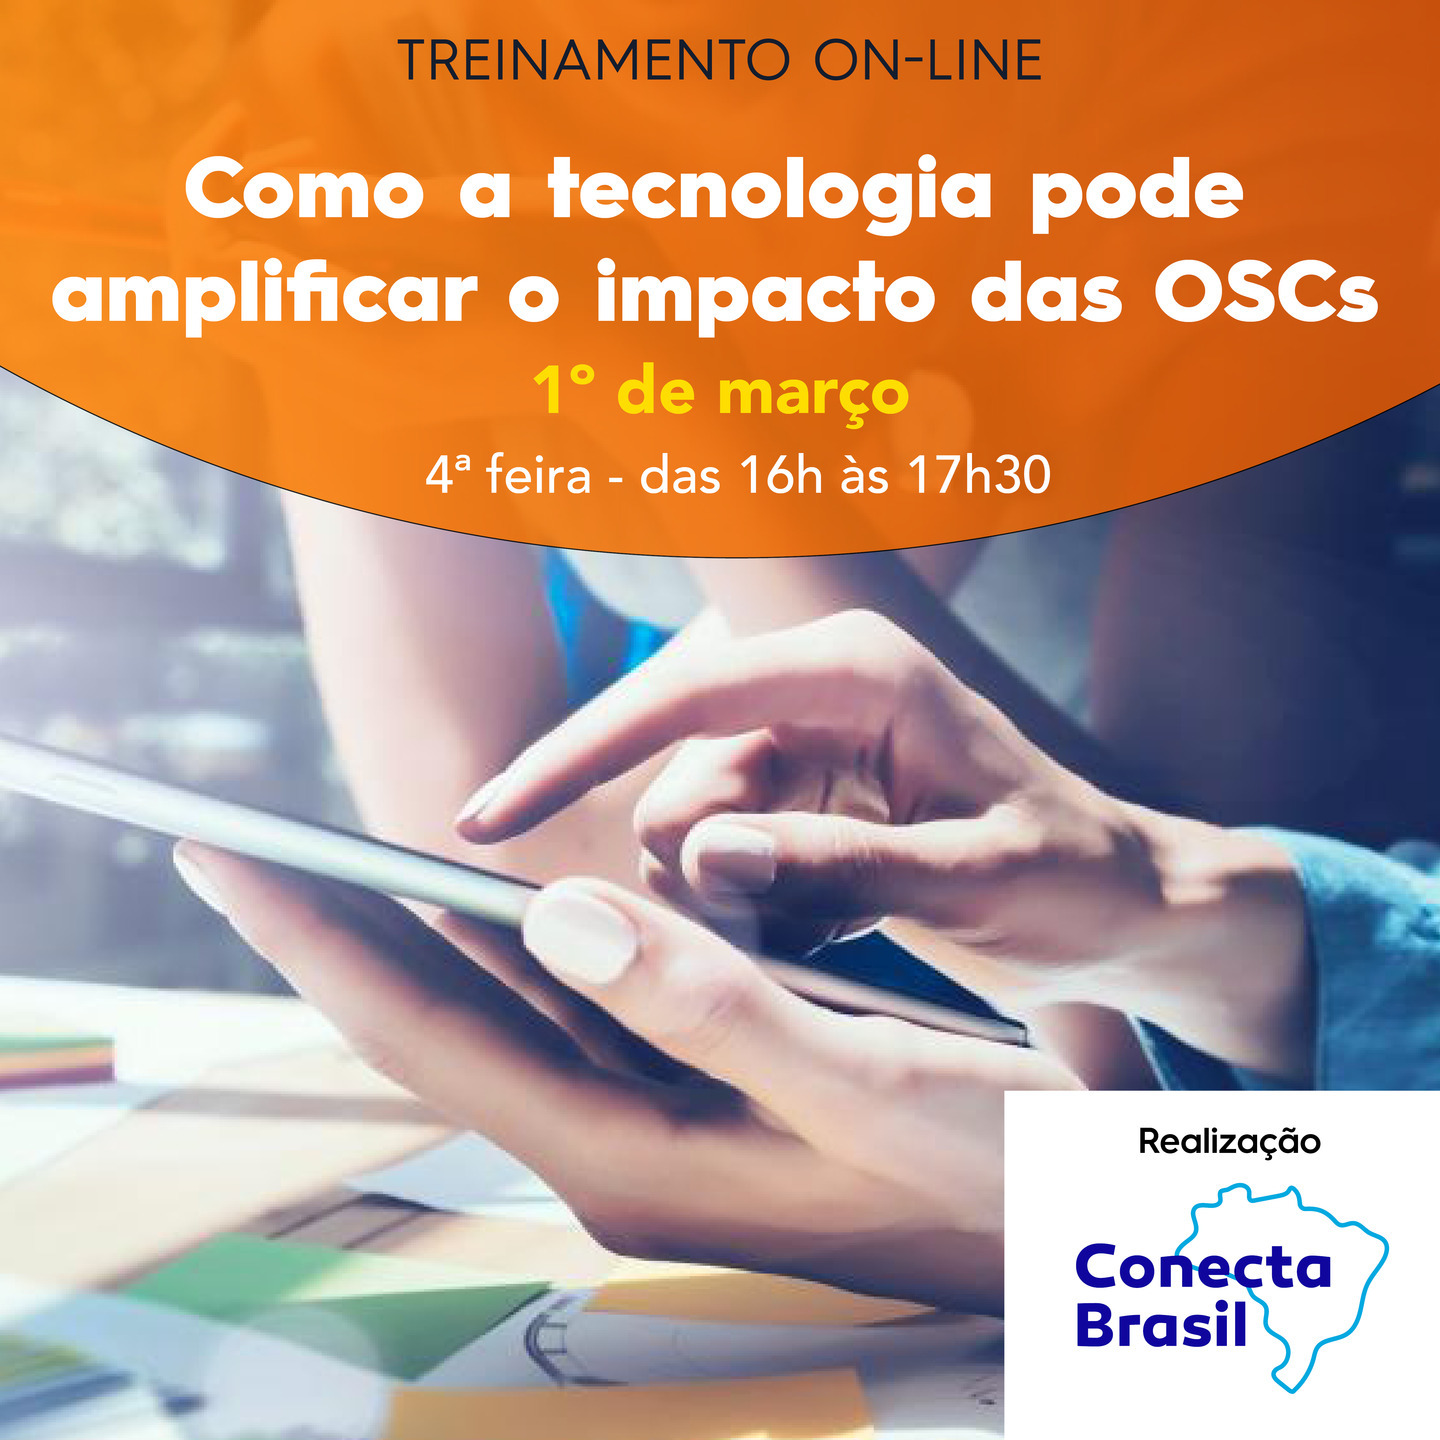 TREINAMENTO ON-LINE
Como a tecnologia pode
amplificar o impacto das OSCs
1º de março
4ª feira - das 16h às 17h30
Realização
Conecta
Brasil